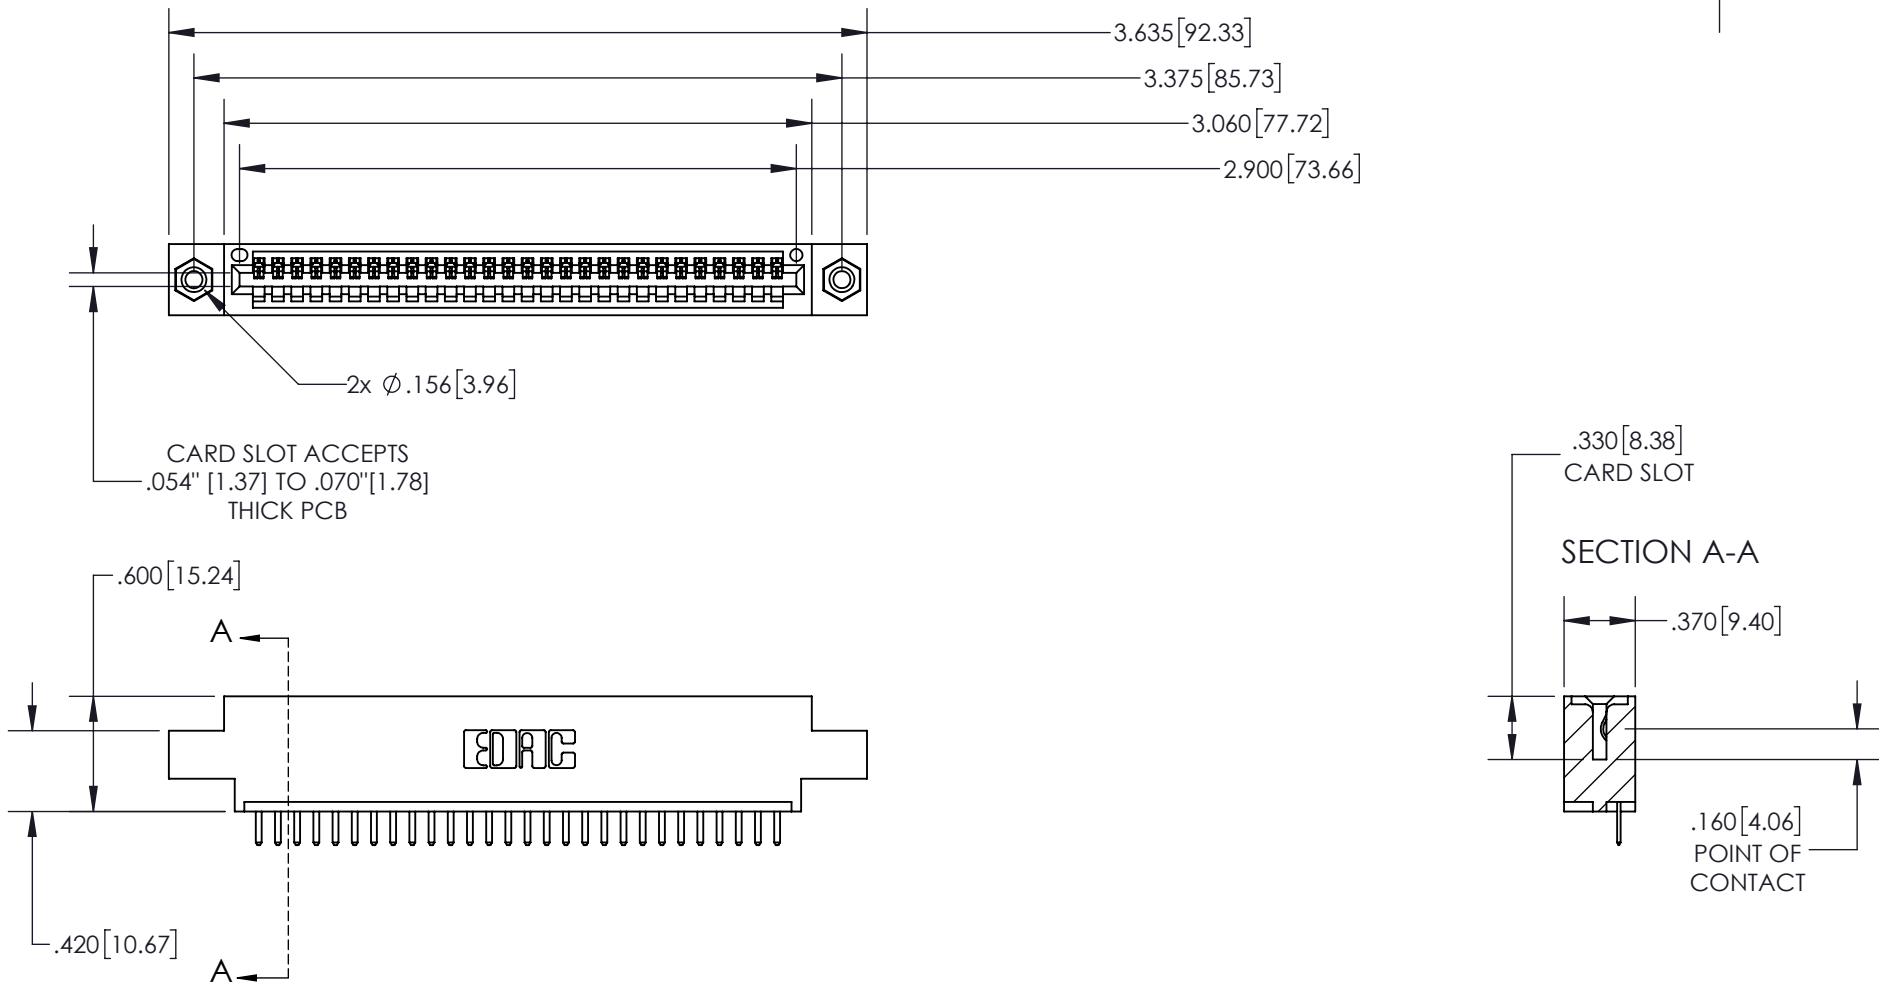 3.635[92.33]
3.375[85.73]
3.060[77.72]
2.900[73.66]
2x ∅.156[3.96]
CARD SLOT ACCEPTS
.054" [1.37] TO .070"[1.78]
THICK PCB
.330[8.38]
CARD SLOT
SECTION A-A
.600[15.24]
.370[9.40]
A
EDAC
.160[4.06]
POINT OF
CONTACT
.420[10.67]
A